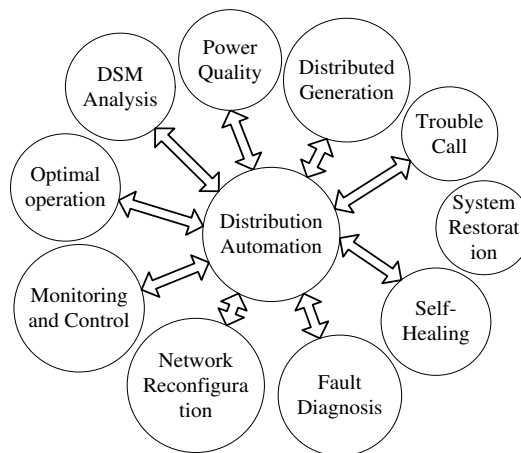 Power
Quality
Distributed
Generation
DSM
Analysis
Trouble
Call
Optimal
operation
Distribution
Automation
System
Restorat
ion
Monitoring
and Control
Self-
Healing
Network
Reconfigura
tion
Fault
Diagnosis